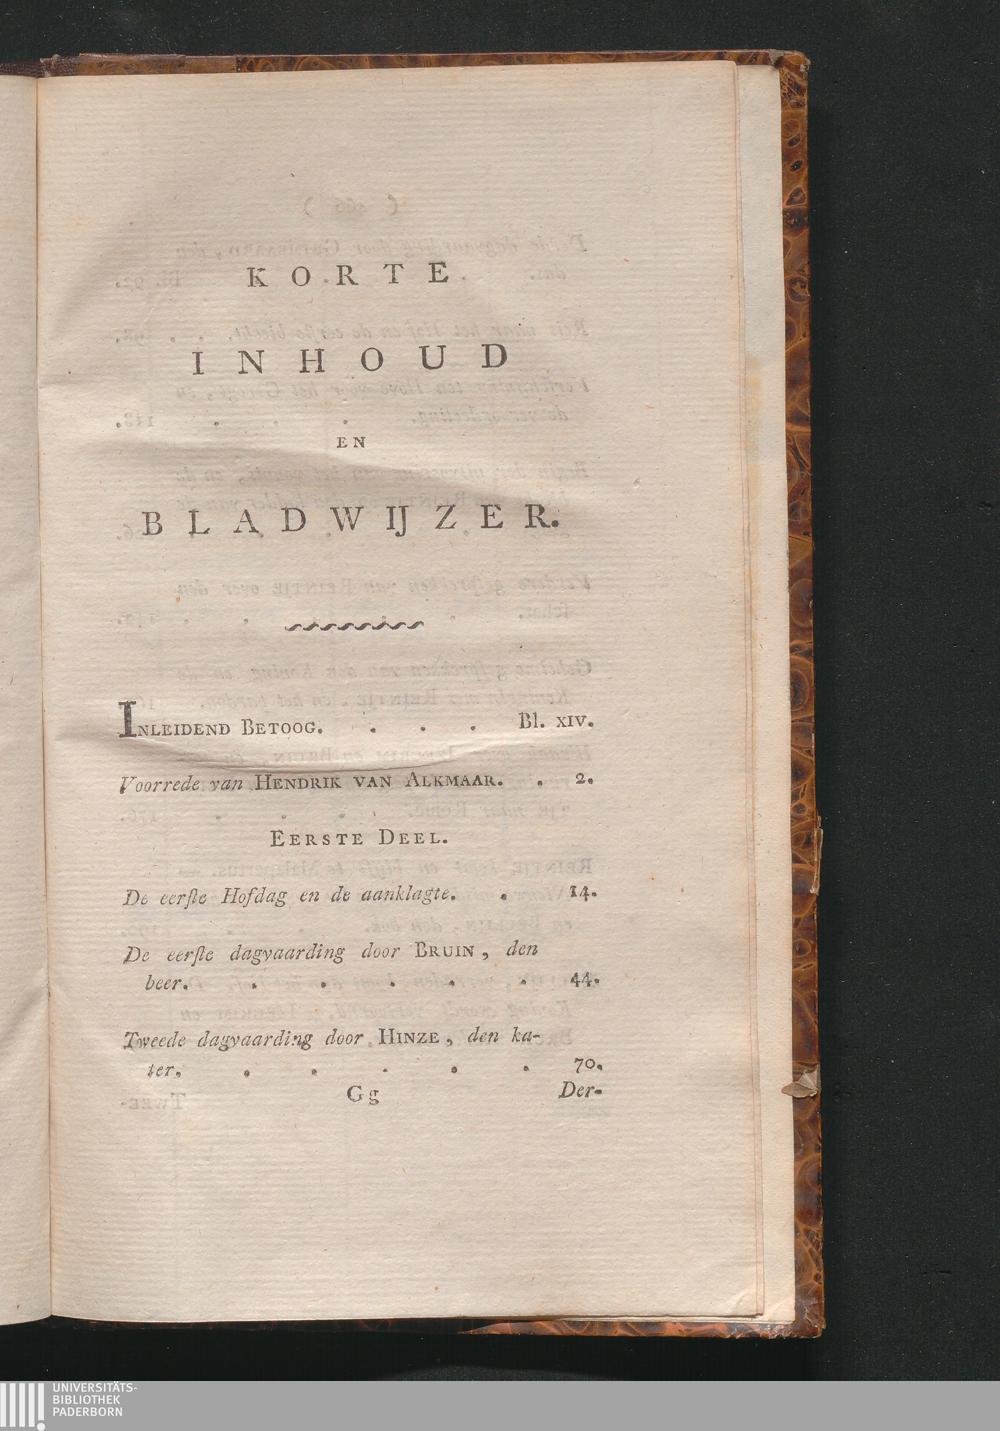 KORTE
INHOUD
EN
BLADWIJZER.
INLEIDEND BETOOG. . . . Bl. XIV.
Voorrede van HENDRIK VAN ALKMAAR. . 2.
EERSTE DEEL.
De eerſte Hofdag en de aanklagte. . 14.
De eerſte dagvaarding door BRUIN, den
beer. . . . . . 44.
Tweede dagvaarding door HINZE, den ka-
ter. . . . . . 70.
Gg Der-
UNIVERSITÄTS-
BIBLIOTHEK
PADERBORN